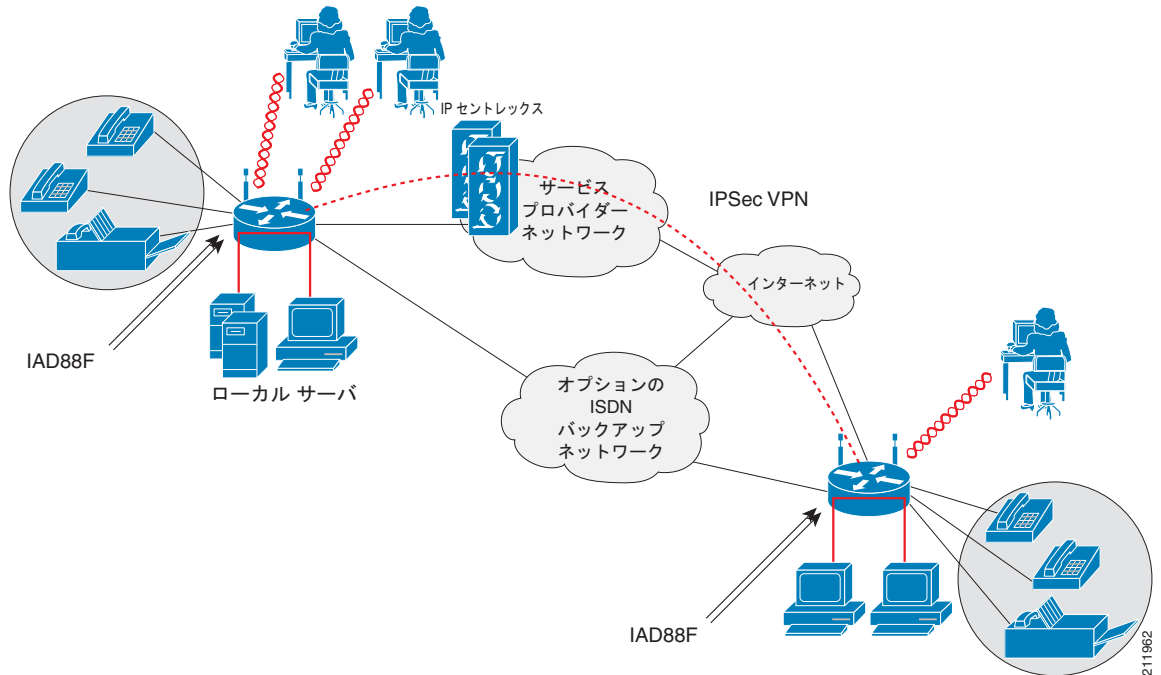 IP セントレックス
サービス
プロバイダー
ネットワーク
IPSec VPN
インターネット
IAD88F
ローカル サーバ
オプションの
ISDN
バックアップ
ネットワーク
IAD88F
211962